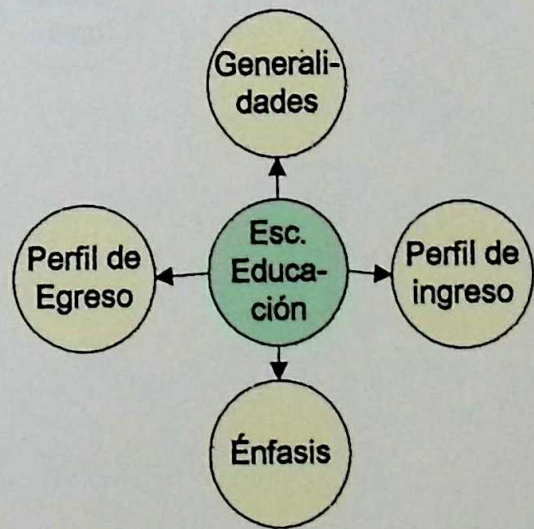 Generali-
dades
Esc.
Educa-
ción
Perfil de
Egreso
Perfil de
ingreso
Énfasis